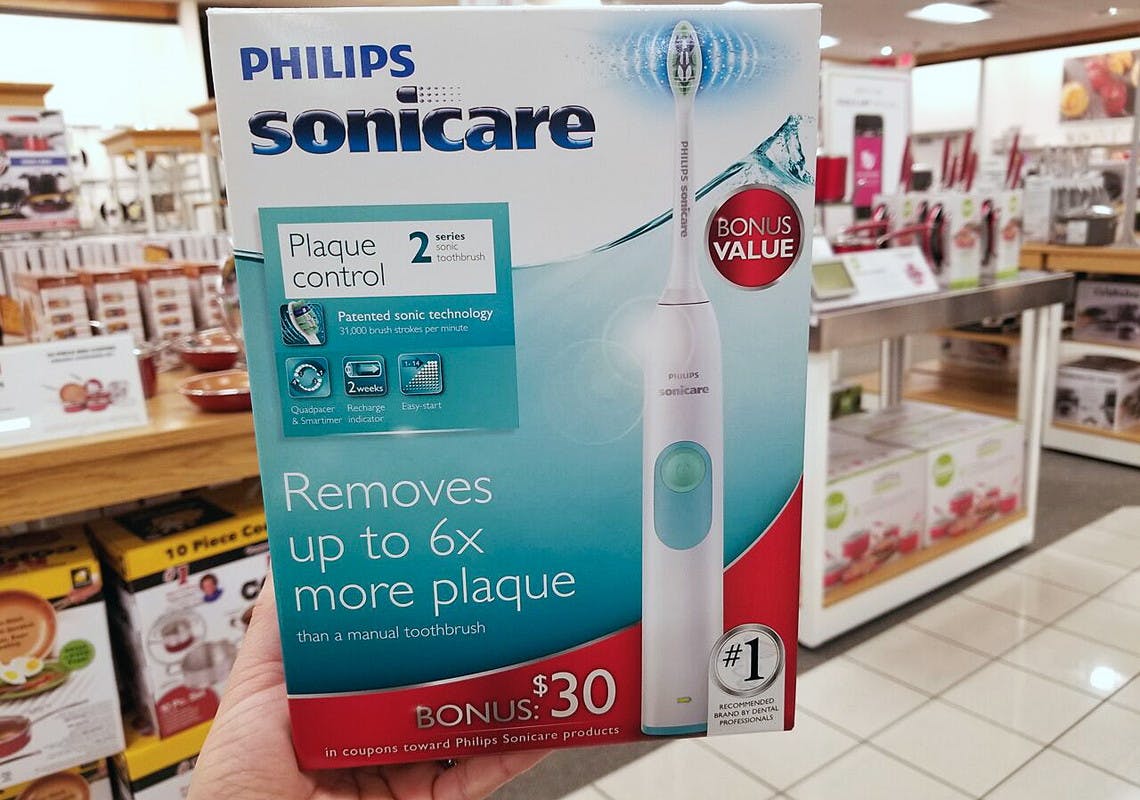 PHILIPS
sonicare
Plaque
control
2
series
sonic
toothbrush
Patented sonic technology
31,000 brush strokes per minute
2 weeks
1-14
Quadpacer
& Smartimer
Recharge
indicator
Easy-start
Removes
up to 6x
more plaque
than a manual toothbrush
BONUS: $30
in coupons toward Philips Sonicare products
PHILIPS sonicare
BONUS
VALUE
PHILIPS
sonicare
#1
RECOMMENDED
BRAND BY DENTAL
PROFESSIONALS
10 Piece